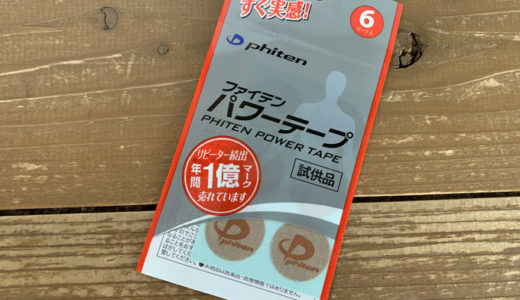 すぐ実感!
6
マーク入
phiten
ファイテン
パワーテープ
PHITEN POWER TAPE
試供品
リピーター続出
年間1億マーク
売れています
phiten
phiten